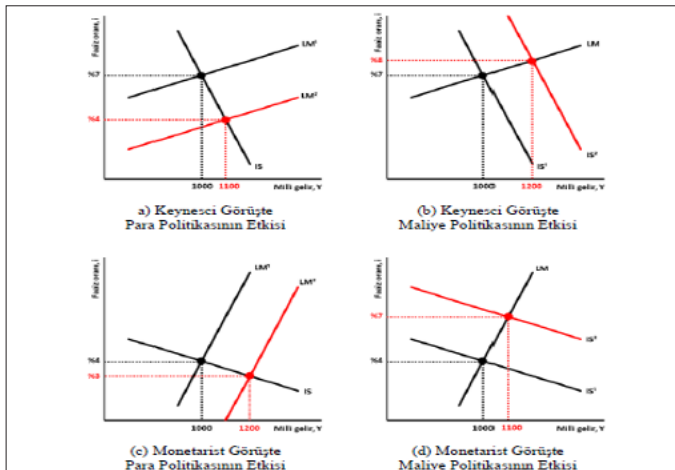 Faiz oranı, i
LM¹
%7
LM²
%4
IS
1000 1100 Milli gelir, Y
a) Keynesci Görüşte
Para Politikasının Etkisi
Faiz oranı, i
LM
%8
%7
IS¹
IS²
1000 1200 Milli gelir, Y
(b) Keynesci Görüşte
Maliye Politikasının Etkisi
Faiz oranı, i
LM¹
LM²
%4
%3
IS
1000 1200 Milli gelir, Y
(c) Monetarist Görüşte
Para Politikasının Etkisi
Faiz oranı, i
LM
%7
IS²
%4
IS¹
1000 1100 Milli gelir, Y
(d) Monetarist Görüşte
Maliye Politikasının Etkisi